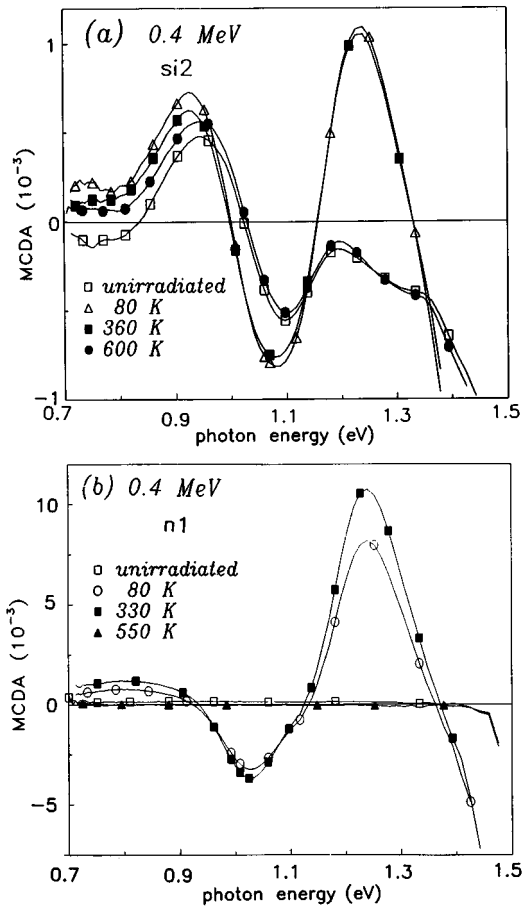 (a) 0.4 MeV
si2
MCDA (10⁻³)
1
0
-1
□ unirradiated
△ 80 K
■ 360 K
● 600 K
0.7 0.9 1.1 1.3 1.5
photon energy (eV)
(b) 0.4 MeV
n1
□ unirradiated
○ 80 K
■ 330 K
▲ 550 K
MCDA (10⁻³)
10
5
0
-5
0.7 0.9 1.1 1.3 1.5
photon energy (eV)